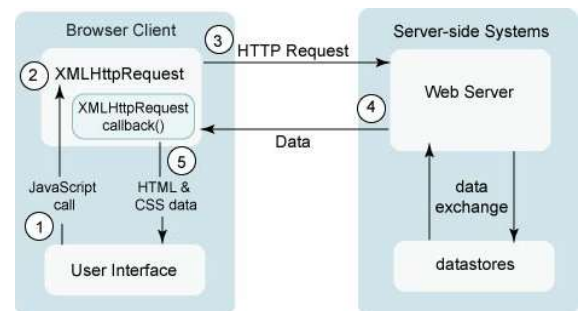 Browser Client
2
XMLHttpRequest
XMLHttpRequest
callback()
5
JavaScript
call
HTML &
CSS data
1
User Interface
3
HTTP Request
4
Data
Server-side Systems
Web Server
data
exchange
datastores